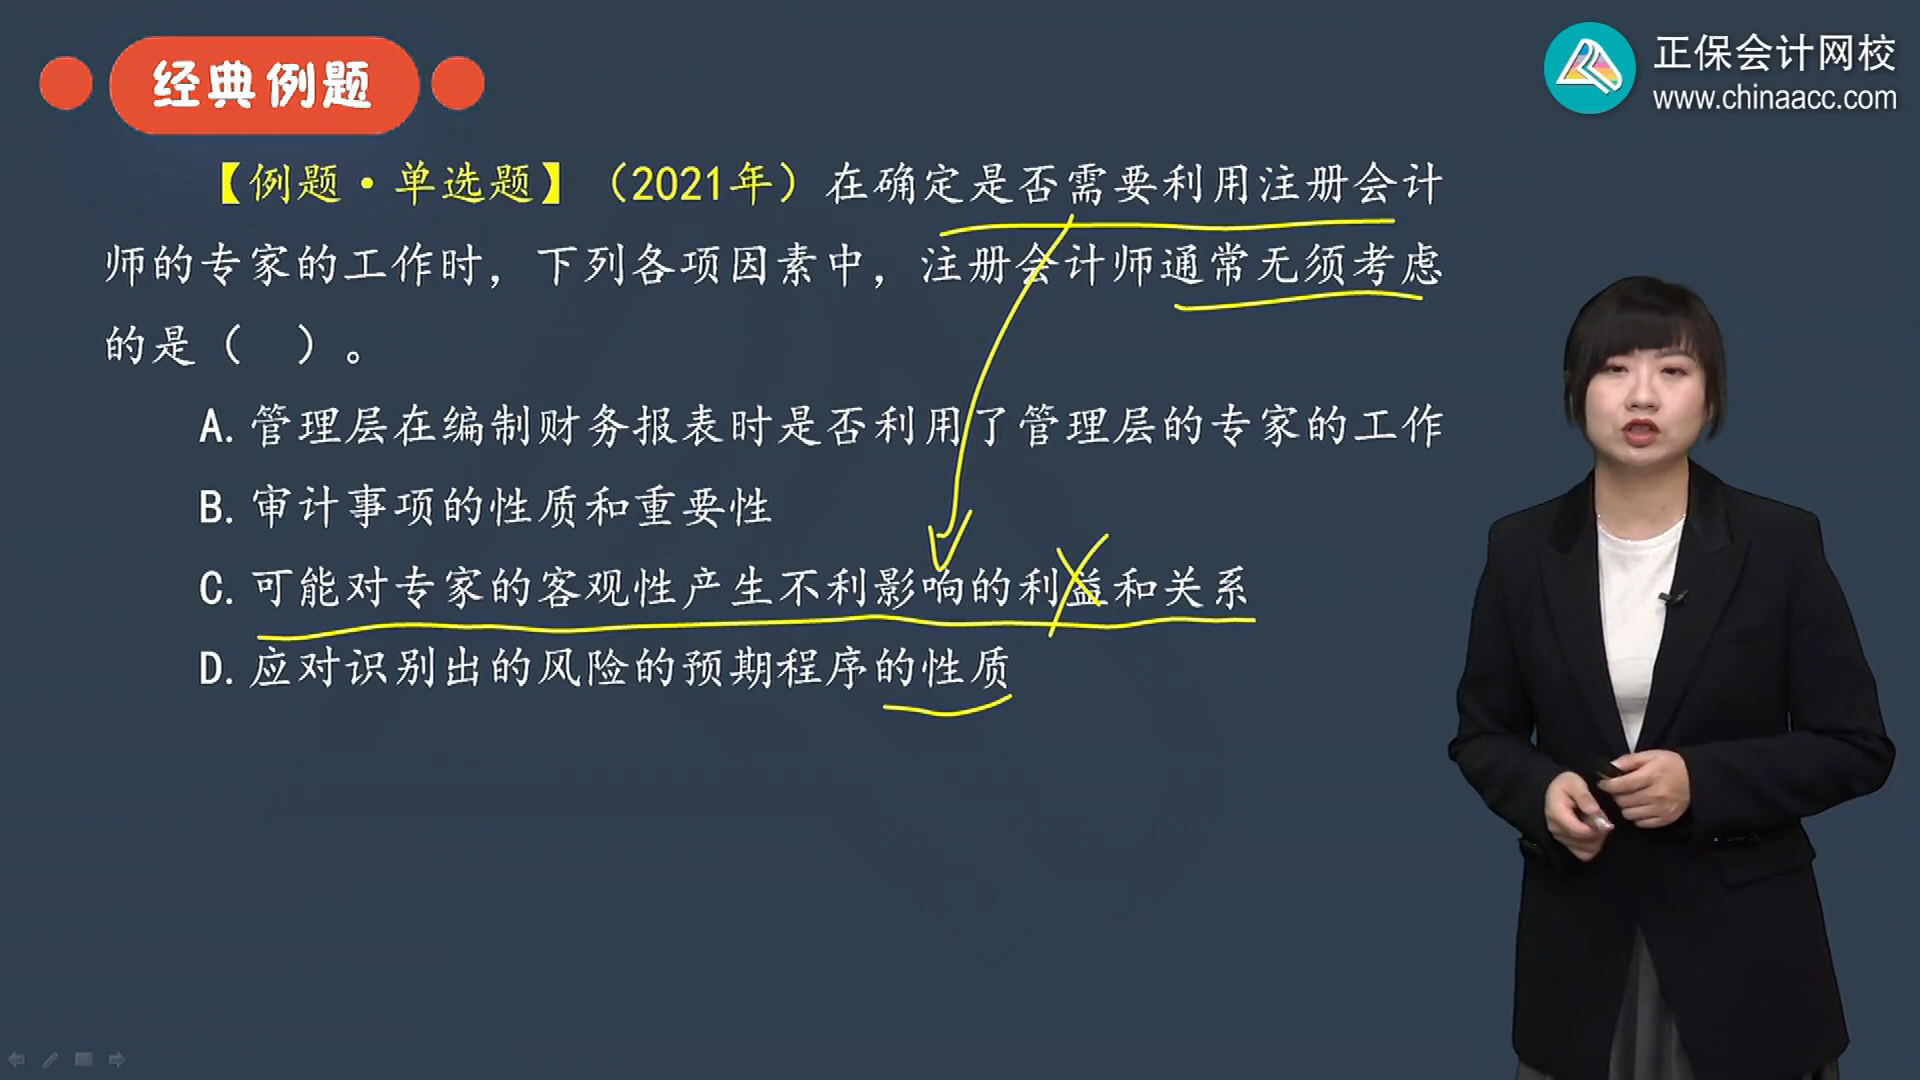 经典例题
正保会计网校
www.chinaacc.com
【例题·单选题】（2021年）在确定是否需要利用注册会计
师的专家的工作时，下列各项因素中，注册会计师通常无须考虑
的是（ ）。
A. 管理层在编制财务报表时是否利用了管理层的专家的工作
B. 审计事项的性质和重要性
C. 可能对专家的客观性产生不利影响的利益和关系
D. 应对识别出的风险的预期程序的性质